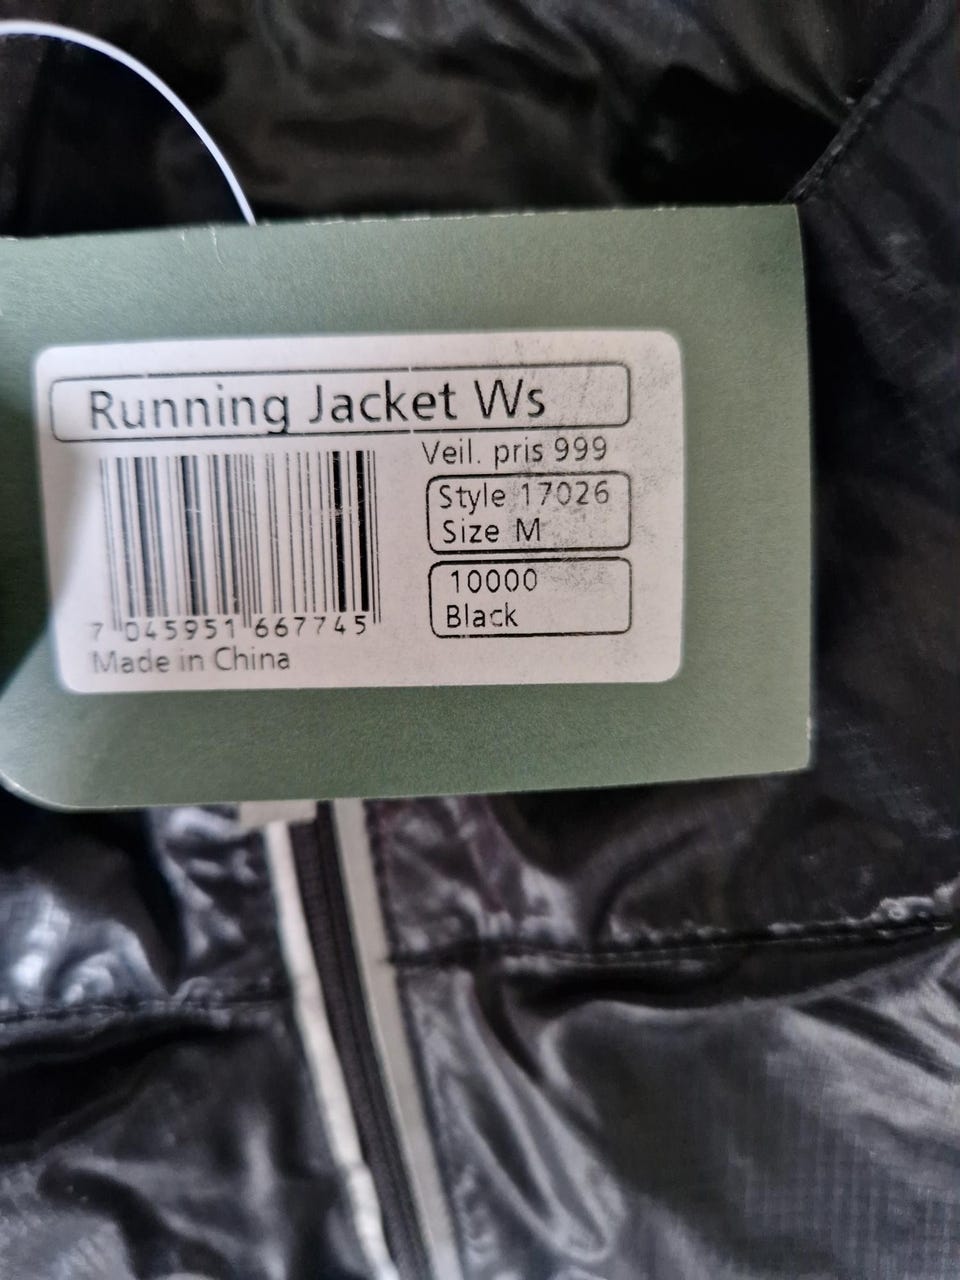 Running Jacket Ws
Veil. pris 999
Style 17026
Size M
10000
Black
7 045951 667745
Made in China